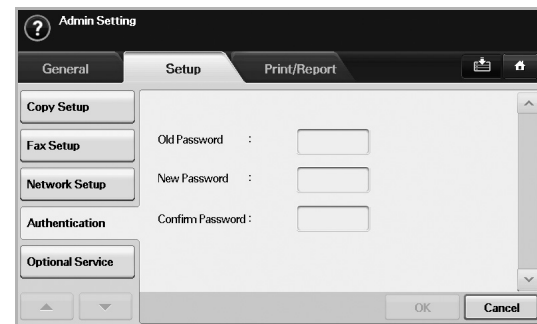 ? Admin Setting
General Setup Print/Report
Copy Setup
Fax Setup
Network Setup
Authentication
Optional Service
Old Password :
New Password :
Confirm Password :
OK Cancel